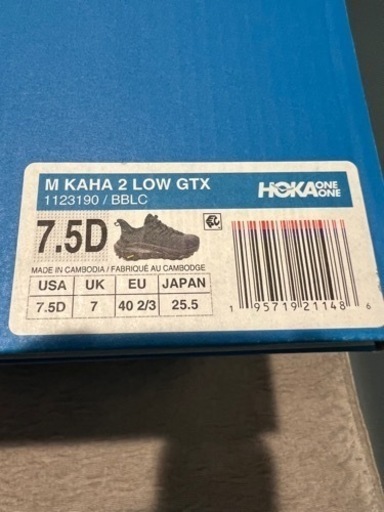 M KAHA 2 LOW GTX
1123190 / BBLC
HOKA ONE ONE
7.5D
MADE IN CAMBODIA / FABRIQUÉ AU CAMBODGE
USA UK EU JAPAN
7.5D 7 40 2/3 25.5
1 95719 21148 6